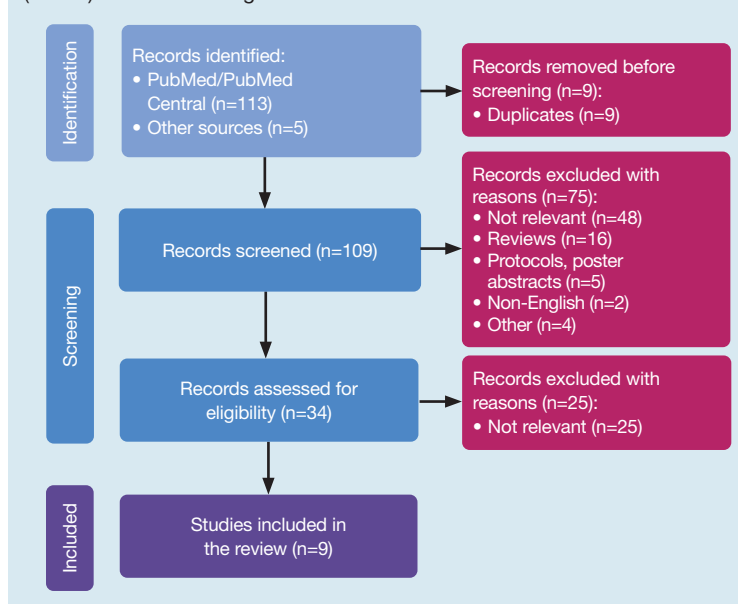 Identification
Records identified:
• PubMed/PubMed
Central (n=113)
• Other sources (n=5)
Records removed before
screening (n=9):
• Duplicates (n=9)
Screening
Records screened (n=109)
Records excluded with
reasons (n=75):
• Not relevant (n=48)
• Reviews (n=16)
• Protocols, poster
abstracts (n=5)
• Non-English (n=2)
• Other (n=4)
Records assessed for
eligibility (n=34)
Records excluded with
reasons (n=25):
• Not relevant (n=25)
Included
Studies included in
the review (n=9)